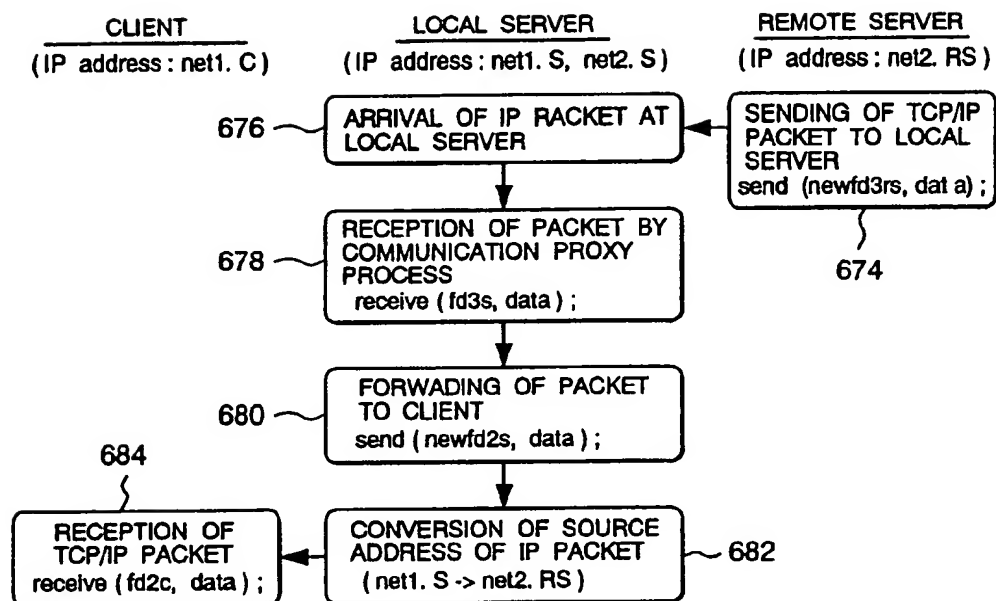 CLIENT
(IP address: net1. C)
LOCAL SERVER
(IP address: net1. S, net2. S)
REMOTE SERVER
(IP address: net2. RS)
676
ARRIVAL OF IP RACKET AT
LOCAL SERVER
SENDING OF TCP/IP
PACKET TO LOCAL
SERVER
send (newfd3rs, dat a) ;
674
678
RECEPTION OF PACKET BY
COMMUNICATION PROXY
PROCESS
receive ( fd3s, data ) ;
680
FORWADING OF PACKET
TO CLIENT
send ( newfd2s, data ) ;
684
RECEPTION OF
TCP/IP PACKET
receive ( fd2c, data ) ;
CONVERSION OF SOURCE
ADDRESS OF IP PACKET
( net1. S -> net2. RS )
682